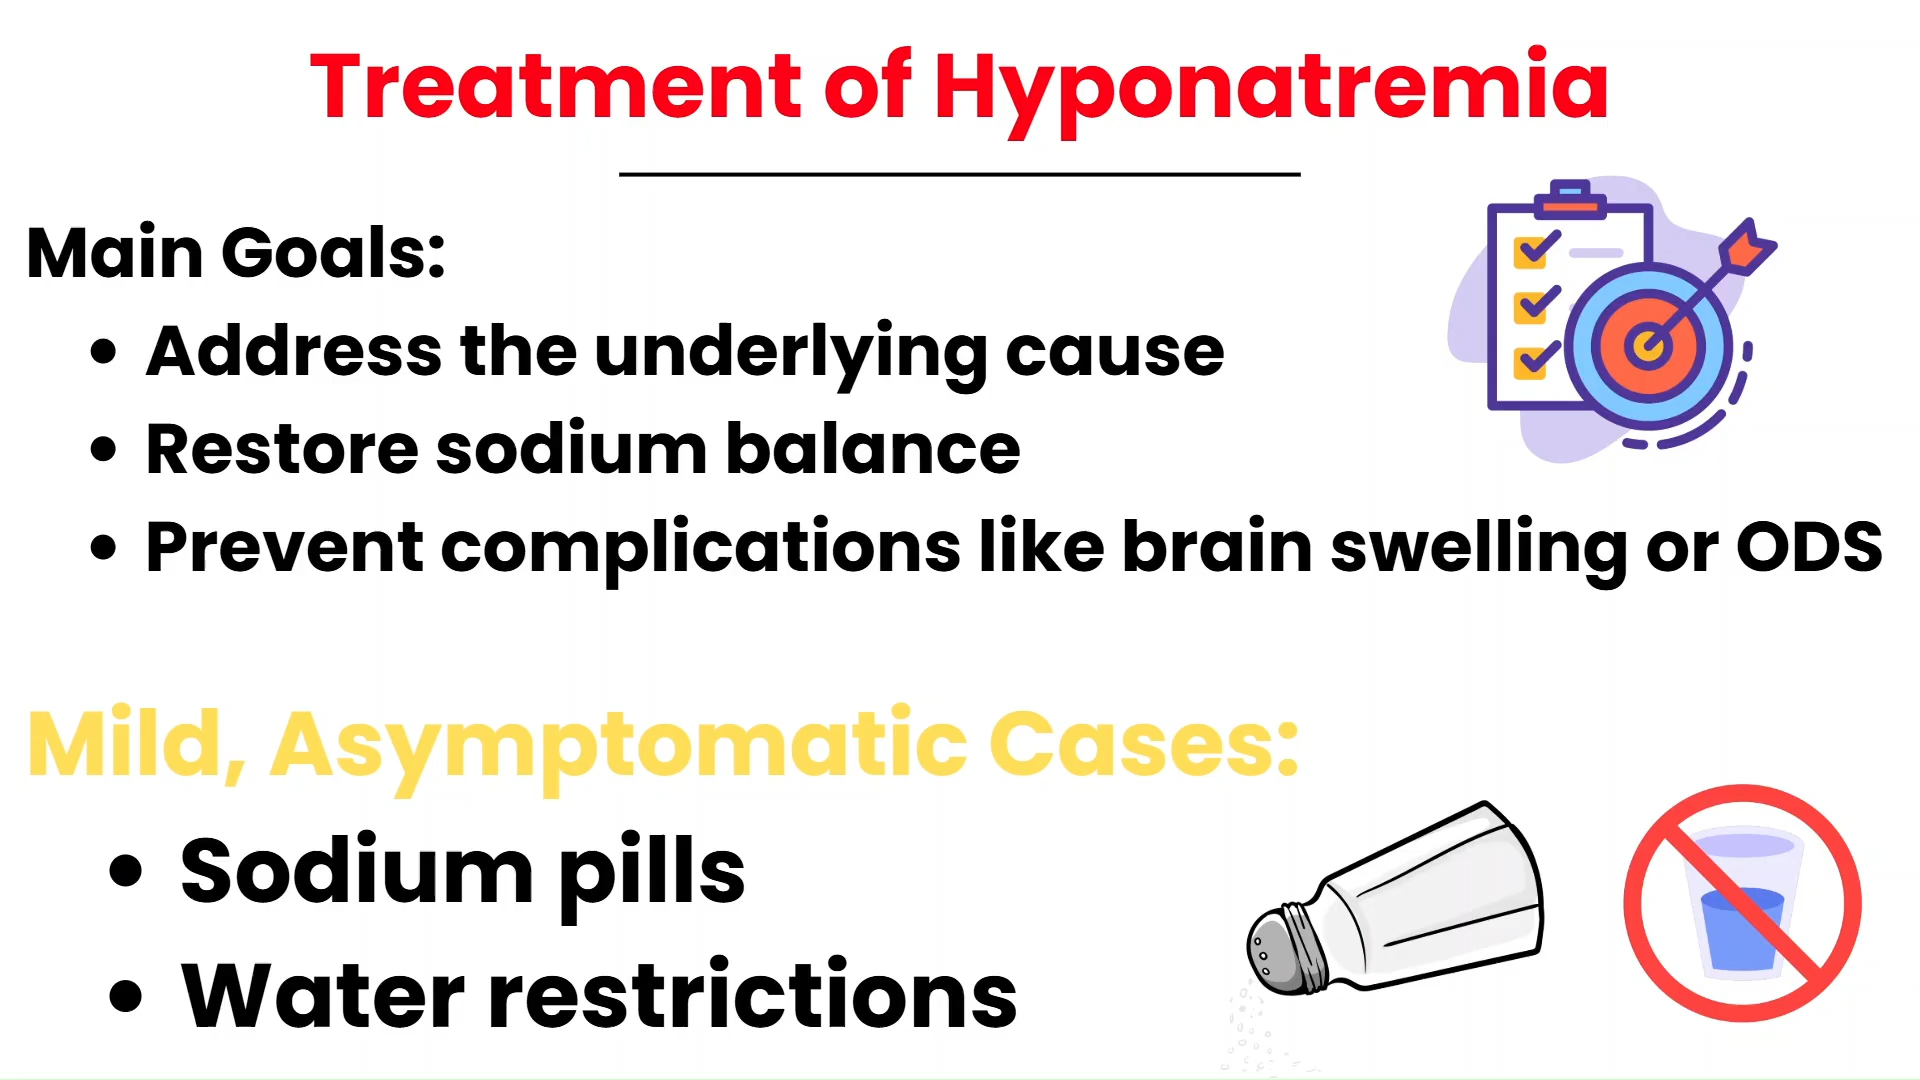 Treatment of Hyponatremia
Main Goals:
• Address the underlying cause
• Restore sodium balance
• Prevent complications like brain swelling or ODS
Mild, Asymptomatic Cases:
• Sodium pills
• Water restrictions